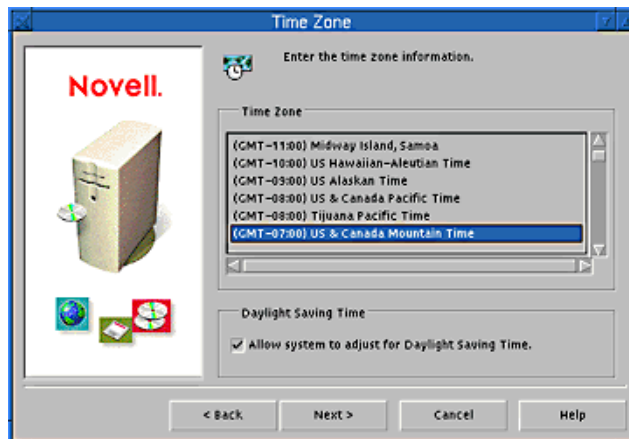 Time Zone
Novell.
Enter the time zone information.
Time Zone
(GMT-11:00) Midway Island, Samoa
(GMT-10:00) US Hawaiian-Aleutian Time
(GMT-09:00) US Alaskan Time
(GMT-08:00) US & Canada Pacific Time
(GMT-08:00) Tijuana Pacific Time
(GMT-07:00) US & Canada Mountain Time
Daylight Saving Time
Allow system to adjust for Daylight Saving Time.
< Back
Next >
Cancel
Help